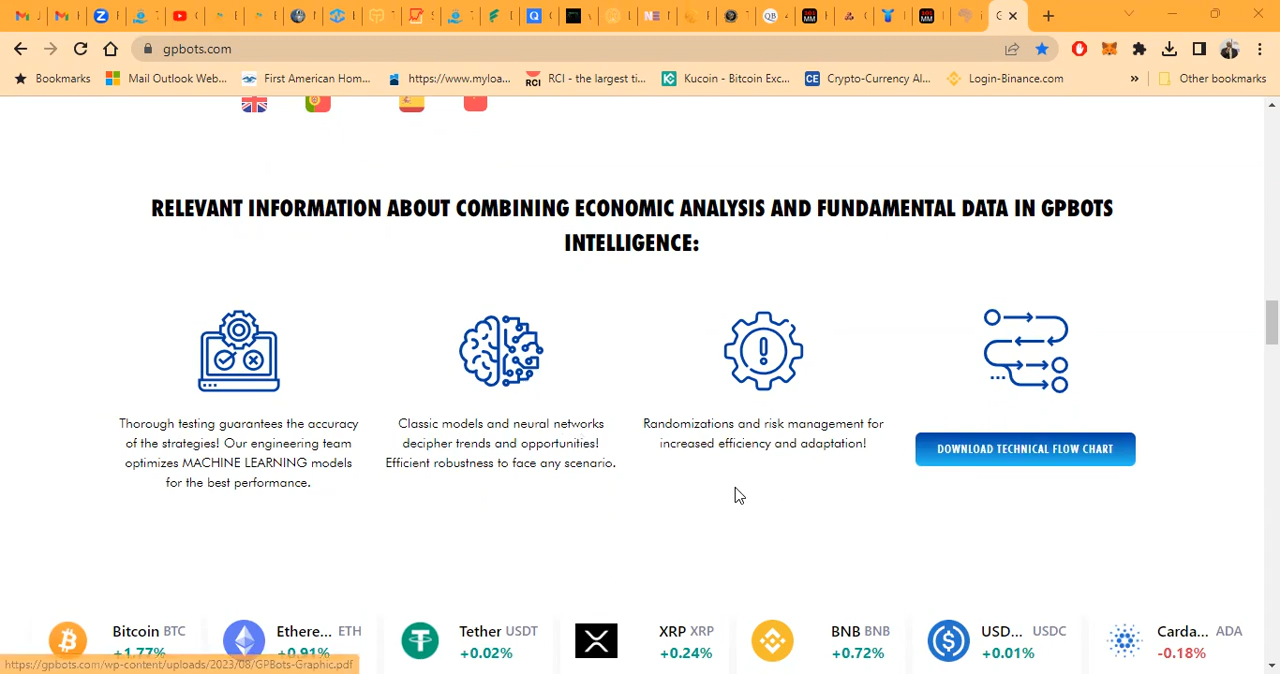 gpbots.com
Bookmarks
Mail Outlook Web...
First American Hom...
https://www.myloa...
RCI
RCI - the largest ti...
Kucoin - Bitcoin Exc...
CE
Crypto-Currency Al...
Login-Binance.com
»
Other bookmarks
RELEVANT INFORMATION ABOUT COMBINING ECONOMIC ANALYSIS AND FUNDAMENTAL DATA IN GPBOTS
INTELLIGENCE:
Thorough testing guarantees the accuracy
of the strategies! Our engineering team
optimizes MACHINE LEARNING models
for the best performance.
Classic models and neural networks
decipher trends and opportunities!
Efficient robustness to face any scenario.
Randomizations and risk management for
increased efficiency and adaptation!
DOWNLOAD TECHNICAL FLOW CHART
Bitcoin BTC
+1.77%
Ethere... ETH
+0.91%
Tether USDT
+0.02%
XRP XRP
+0.24%
BNB BNB
+0.72%
USD... USDC
+0.01%
Carda... ADA
-0.18%
https://gpbots.com/wp-content/uploads/2023/08/GPBots-Graphic.pdf